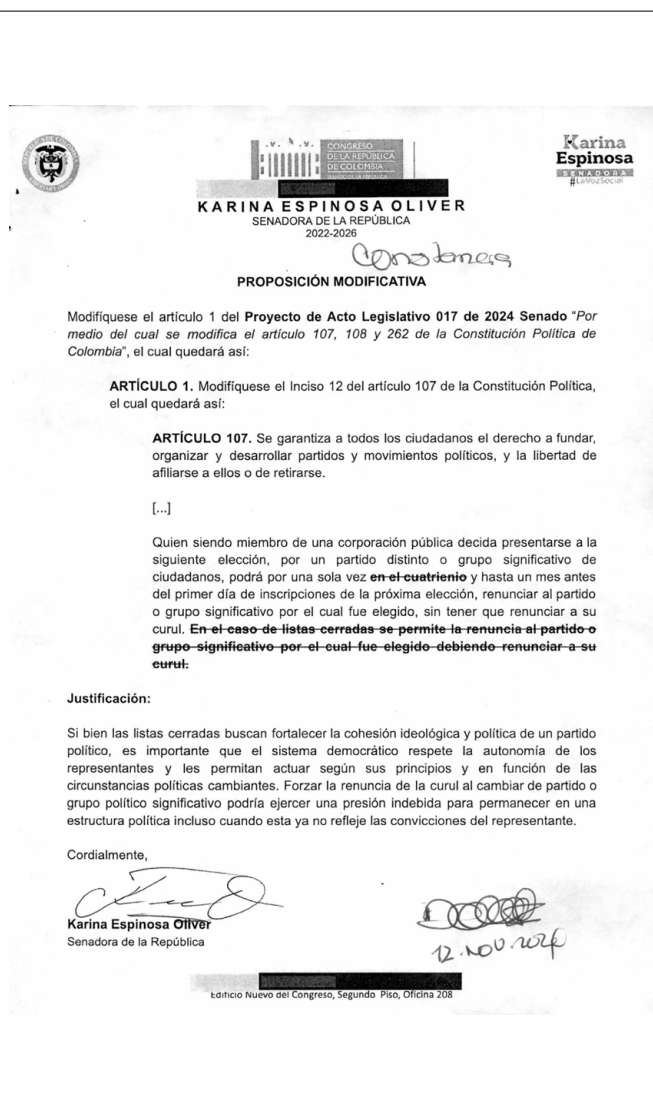 CONGRESO
DE LA REPÚBLICA
DE COLOMBIA
Karina
Espinosa
SENADORA
#LaVozSocial
KARINA ESPINOSA OLIVER
SENADORA DE LA REPÚBLICA
2022-2026
Constancia
PROPOSICIÓN MODIFICATIVA
Modifíquese el artículo 1 del Proyecto de Acto Legislativo 017 de 2024 Senado "Por
medio del cual se modifica el artículo 107, 108 y 262 de la Constitución Política de
Colombia", el cual quedará así:
ARTÍCULO 1. Modifíquese el Inciso 12 del artículo 107 de la Constitución Política,
el cual quedará así:
ARTÍCULO 107. Se garantiza a todos los ciudadanos el derecho a fundar,
organizar y desarrollar partidos y movimientos políticos, y la libertad de
afiliarse a ellos o de retirarse.
[...]
Quien siendo miembro de una corporación pública decida presentarse a la
siguiente elección, por un partido distinto o grupo significativo de
ciudadanos, podrá por una sola vez en el cuatrienio y hasta un mes antes
del primer día de inscripciones de la próxima elección, renunciar al partido
o grupo significativo por el cual fue elegido, sin tener que renunciar a su
curul. En el caso de listas cerradas se permite la renuncia al partido o
grupo significativo por el cual fue elegido debiendo renunciar a su
curul.
Justificación:
Si bien las listas cerradas buscan fortalecer la cohesión ideológica y política de un partido
político, es importante que el sistema democrático respete la autonomía de los
representantes y les permitan actuar según sus principios y en función de las
circunstancias políticas cambiantes. Forzar la renuncia de la curul al cambiar de partido o
grupo político significativo podría ejercer una presión indebida para permanecer en una
estructura política incluso cuando esta ya no refleje las convicciones del representante.
Cordialmente,
Karina Espinosa Oliver
Senadora de la República
12.NOV.2024
Edificio Nuevo del Congreso, Segundo Piso, Oficina 208